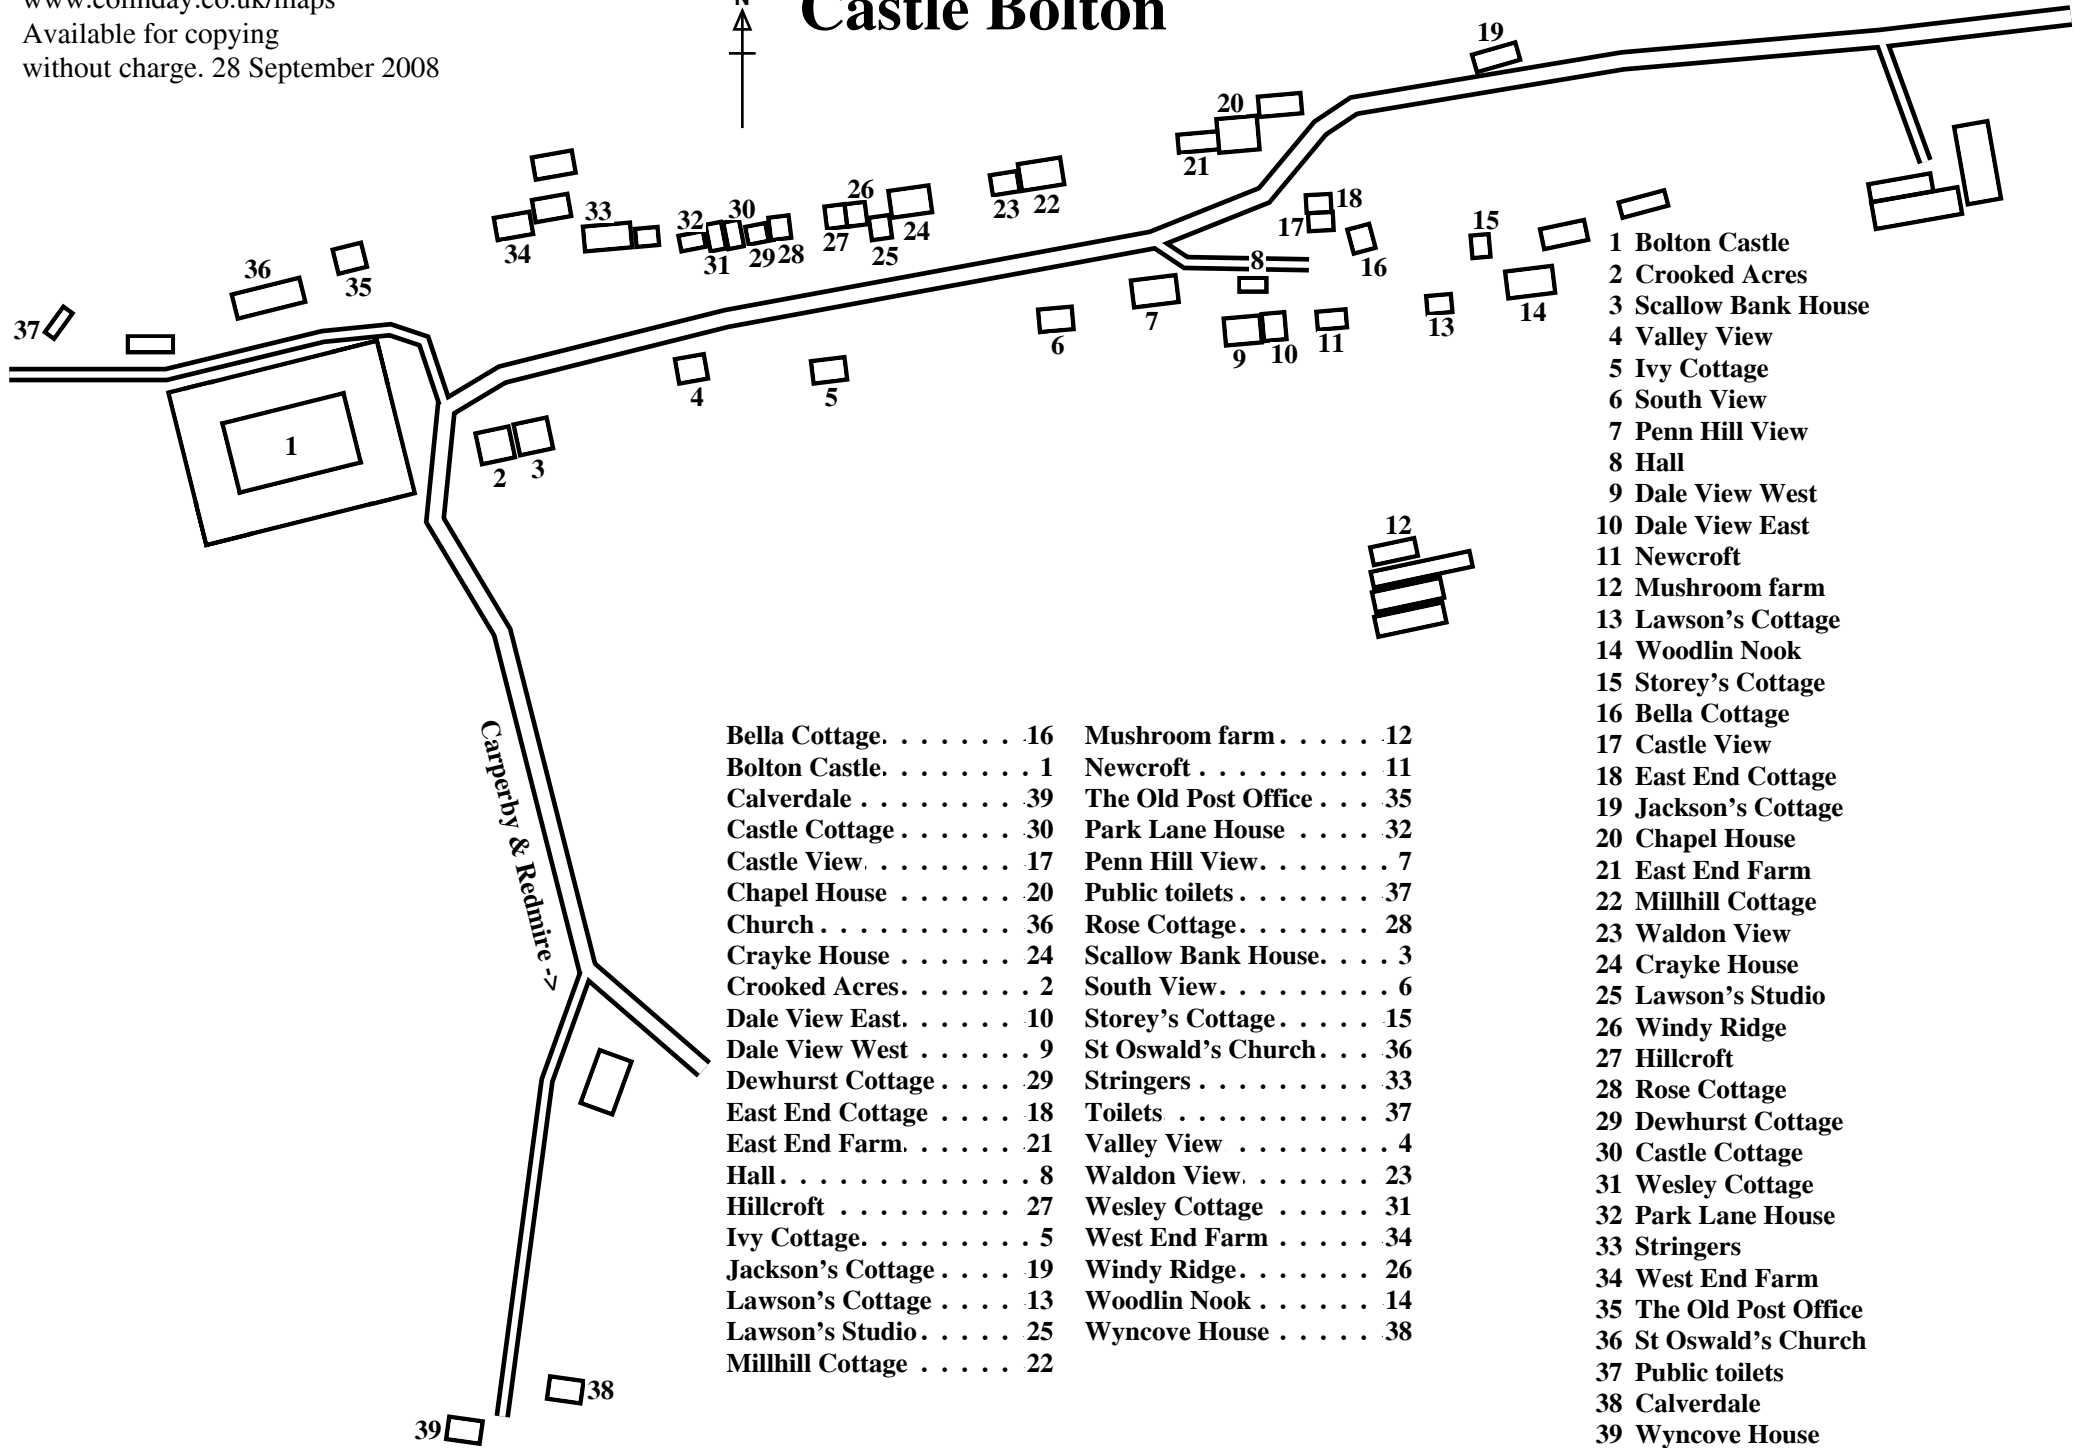 www.colinday.co.uk/maps
Available for copying
without charge. 28 September 2008
N
Castle Bolton
19
20
21
18
17
16
15
14
13
8
7
6
9
10
11
12
22
23
24
25
26
27
28
29
30
31
32
33
34
35
36
37
1
2
3
4
5
Carperby & Redmire ->
38
39
Bella Cottage. . . . . . . 16
Bolton Castle. . . . . . . . 1
Calverdale . . . . . . . . 39
Castle Cottage . . . . . . 30
Castle View. . . . . . . . 17
Chapel House . . . . . . 20
Church . . . . . . . . . . 36
Crayke House . . . . . . 24
Crooked Acres. . . . . . . 2
Dale View East. . . . . . 10
Dale View West . . . . . . 9
Dewhurst Cottage . . . . 29
East End Cottage . . . . 18
East End Farm. . . . . . 21
Hall . . . . . . . . . . . . . 8
Hillcroft . . . . . . . . . 27
Ivy Cottage. . . . . . . . . 5
Jackson's Cottage . . . . 19
Lawson's Cottage . . . . 13
Lawson's Studio . . . . . 25
Millhill Cottage . . . . . 22
Mushroom farm . . . . . 12
Newcroft . . . . . . . . . 11
The Old Post Office . . . 35
Park Lane House . . . . 32
Penn Hill View. . . . . . . 7
Public toilets . . . . . . . 37
Rose Cottage. . . . . . . 28
Scallow Bank House. . . . 3
South View. . . . . . . . . 6
Storey's Cottage . . . . . 15
St Oswald's Church . . . 36
Stringers . . . . . . . . . 33
Toilets . . . . . . . . . . 37
Valley View . . . . . . . . 4
Waldon View. . . . . . . 23
Wesley Cottage . . . . . 31
West End Farm . . . . . 34
Windy Ridge. . . . . . . 26
Woodlin Nook . . . . . . 14
Wyncove House . . . . . 38
1 Bolton Castle
2 Crooked Acres
3 Scallow Bank House
4 Valley View
5 Ivy Cottage
6 South View
7 Penn Hill View
8 Hall
9 Dale View West
10 Dale View East
11 Newcroft
12 Mushroom farm
13 Lawson's Cottage
14 Woodlin Nook
15 Storey's Cottage
16 Bella Cottage
17 Castle View
18 East End Cottage
19 Jackson's Cottage
20 Chapel House
21 East End Farm
22 Millhill Cottage
23 Waldon View
24 Crayke House
25 Lawson's Studio
26 Windy Ridge
27 Hillcroft
28 Rose Cottage
29 Dewhurst Cottage
30 Castle Cottage
31 Wesley Cottage
32 Park Lane House
33 Stringers
34 West End Farm
35 The Old Post Office
36 St Oswald's Church
37 Public toilets
38 Calverdale
39 Wyncove House